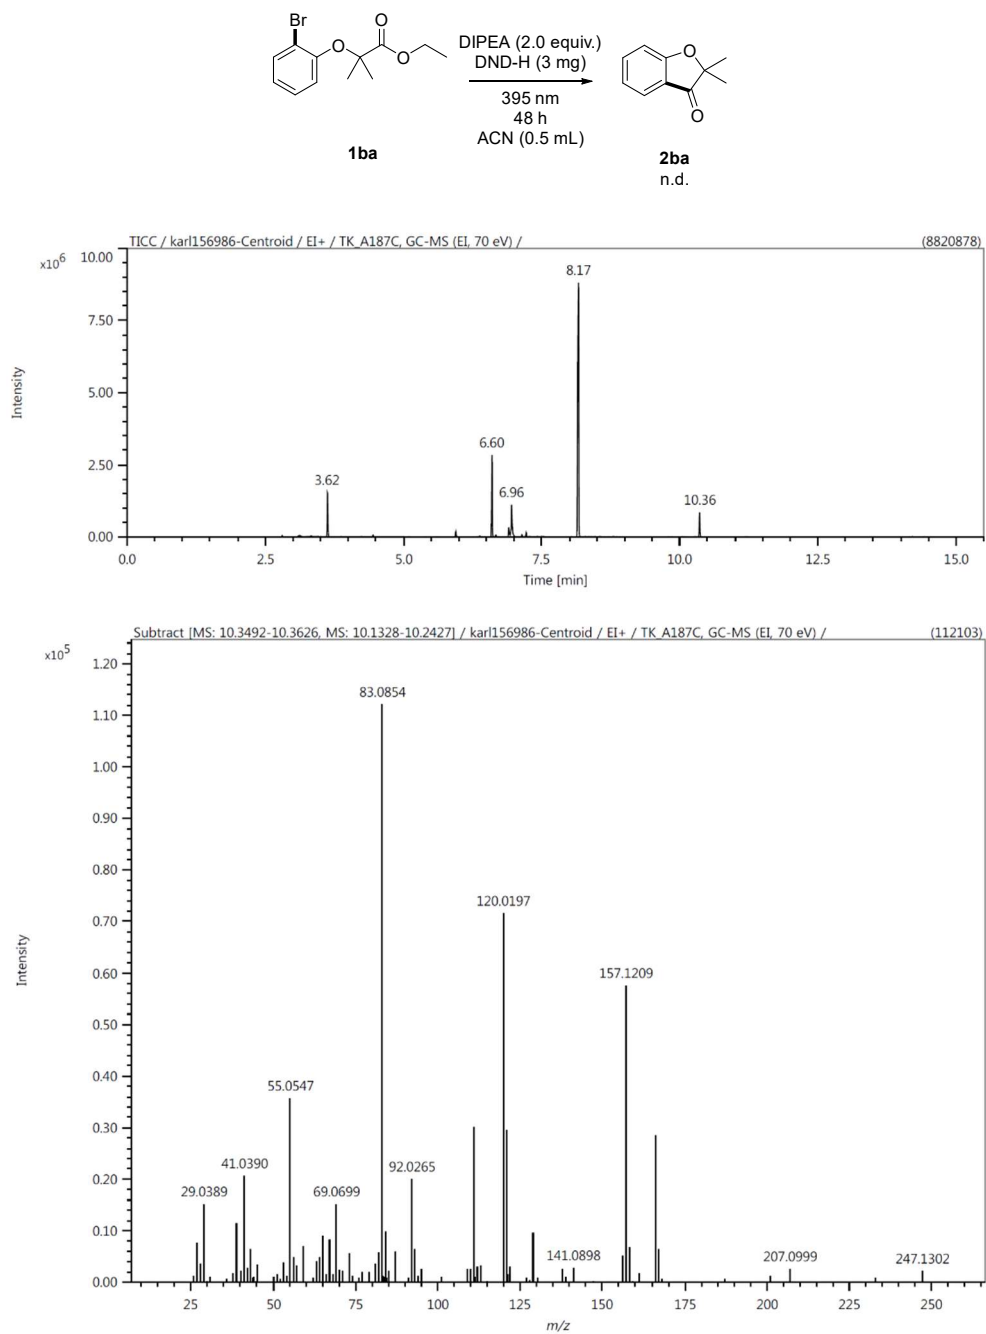 Br
O
O
O
DIPEA (2.0 equiv.)
DND-H (3 mg)
395 nm
48 h
ACN (0.5 mL)
O
O
1ba
2ba
n.d.
TICC / karl156986-Centroid / EI+ / TK_A187C, GC-MS (EI, 70 eV) / (8820878)
x10⁶ 10.00
7.50
5.00
2.50
0.00
Intensity
3.62
6.60
6.96
8.17
10.36
0.0 2.5 5.0 7.5 10.0 12.5 15.0
Time [min]
Subtract [MS: 10.3492-10.3626, MS: 10.1328-10.2427] / karl156986-Centroid / EI+ / TK_A187C, GC-MS (EI, 70 eV) / (112103)
x10⁵
1.20
1.10
1.00
0.90
0.80
0.70
0.60
0.50
0.40
0.30
0.20
0.10
0.00
Intensity
83.0854
120.0197
157.1209
55.0547
41.0390
92.0265
29.0389
69.0699
141.0898
207.0999
247.1302
25 50 75 100 125 150 175 200 225 250
m/z